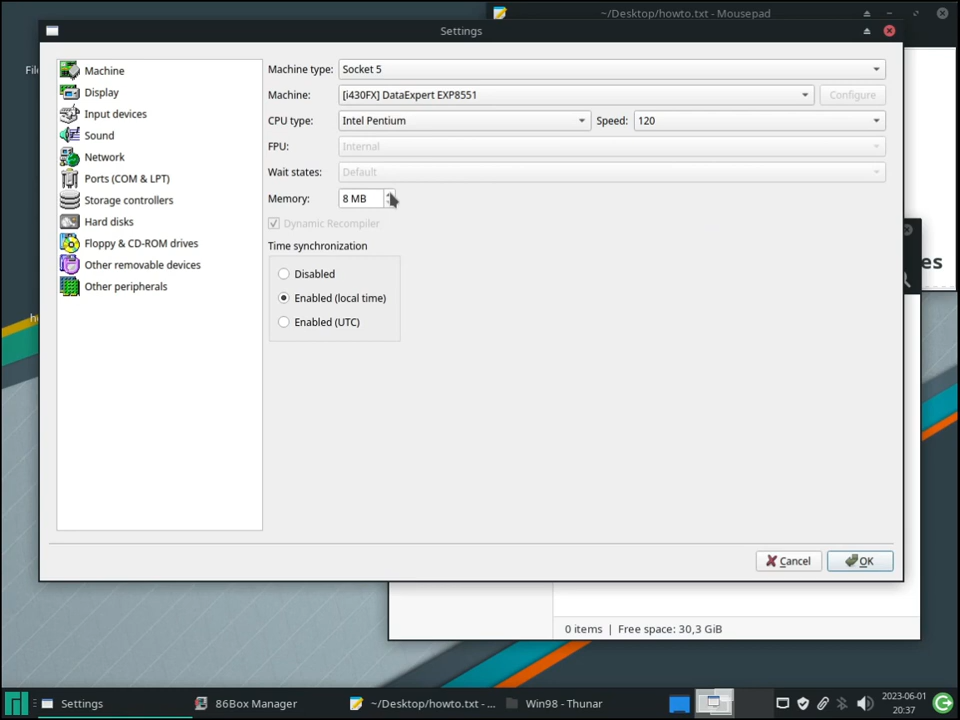 ~/Desktop/howto.txt - Mousepad
Settings
Machine
Display
Input devices
Sound
Network
Ports (COM & LPT)
Storage controllers
Hard disks
Floppy & CD-ROM drives
Other removable devices
Other peripherals
Machine type: Socket 5
Machine: [i430FX] DataExpert EXP8551 Configure
CPU type: Intel Pentium Speed: 120
FPU: Internal
Wait states: Default
Memory: 8 MB
Dynamic Recompiler
Time synchronization
Disabled
Enabled (local time)
Enabled (UTC)
Cancel OK
0 items | Free space: 30,3 GiB
Settings 86Box Manager ~/Desktop/howto.txt - ... Win98 - Thunar
2023-06-01
20:37